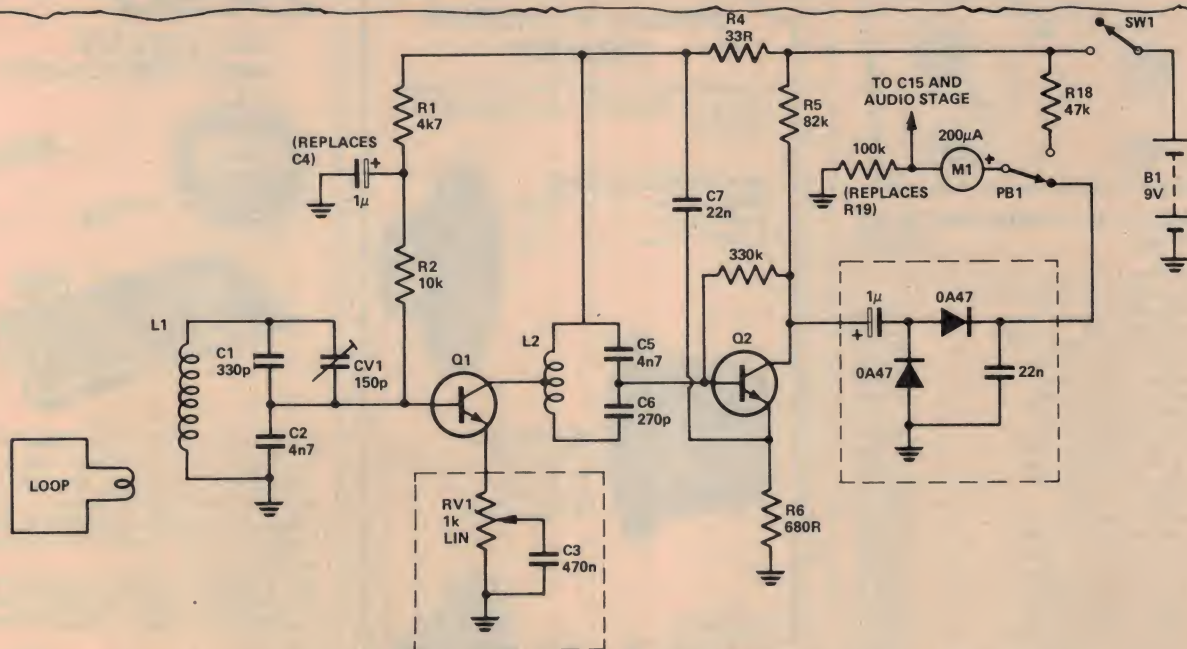 R4
33R
SW1
R1
4k7
R5
82k
TO C15 AND
AUDIO STAGE
R18
47k
(REPLACES
C4)
+
1μ
200μA
100k
M1
+
(REPLACES
R19)
PB1
B1
9V
C7
22n
R2
10k
330k
L1
C1
330p
CV1
150p
Q1
L2
C5
4n7
Q2
1μ
+
0A47
0A47
22n
C2
4n7
C6
270p
LOOP
RV1
1k
LIN
C3
470n
R6
680R